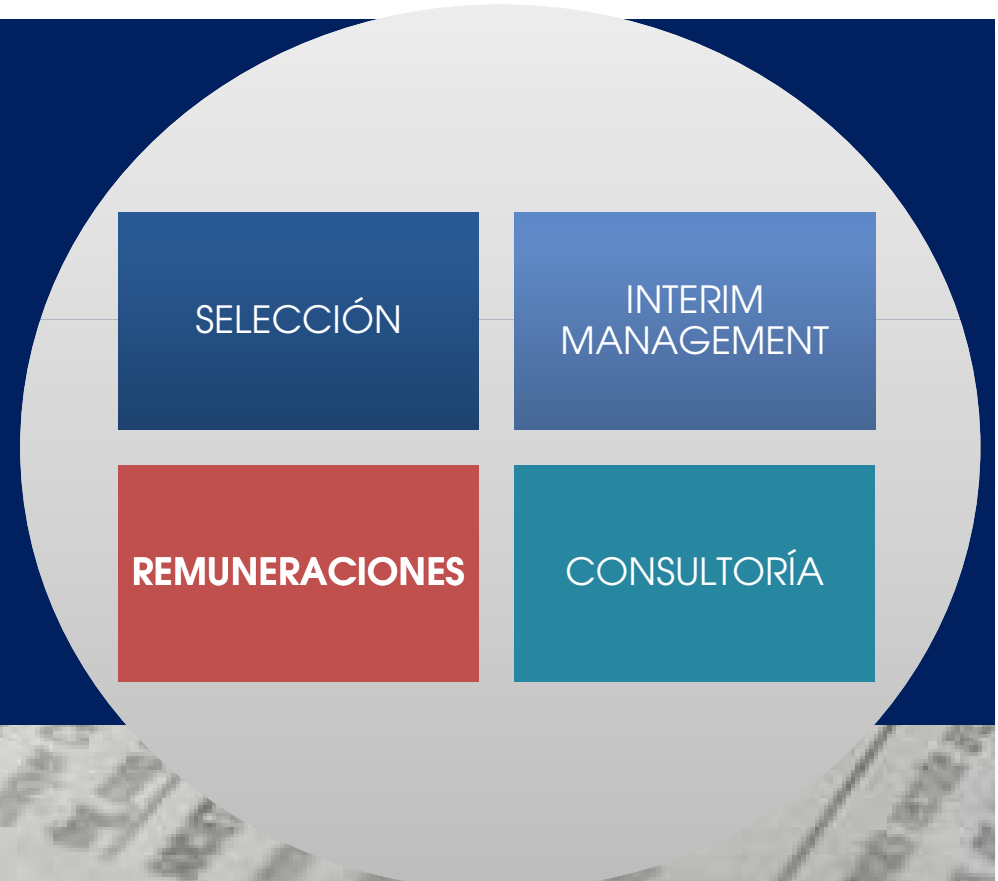 SELECCIÓN
INTERIM
MANAGEMENT
REMUNERACIONES
CONSULTORÍA